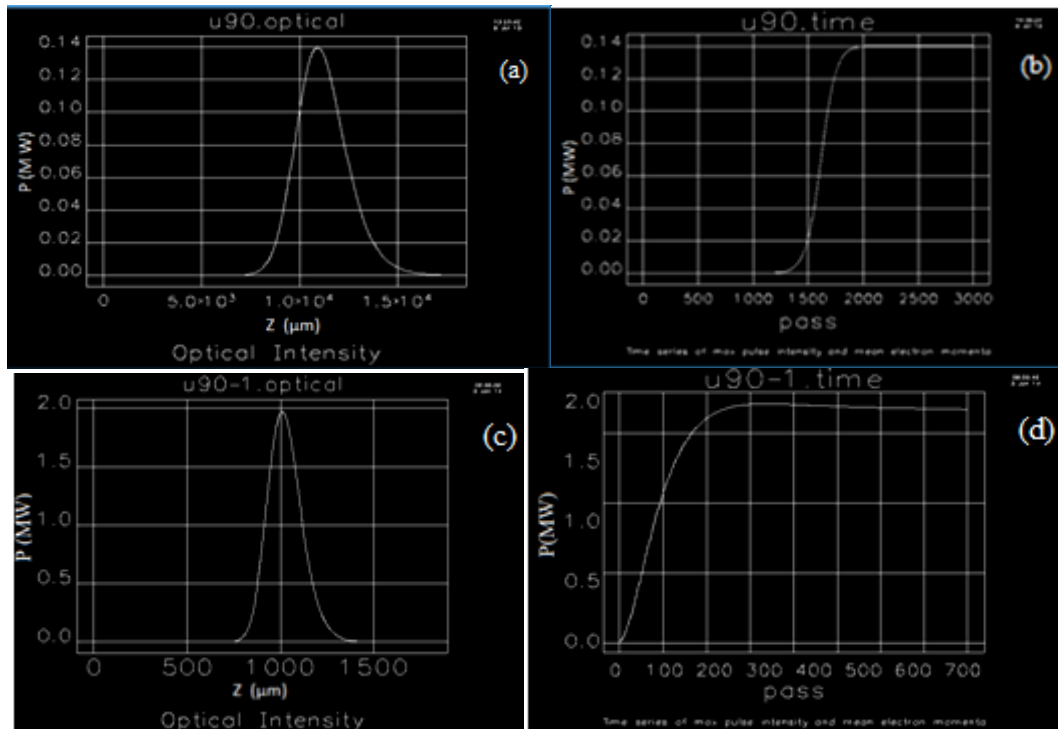 u90.optical
(a)
0.14
0.12
0.10
0.08
0.06
0.04
0.02
0.00
P(MW)
0 5.0×10³ 1.0×10⁴ 1.5×10⁴
Z (μm)
Optical Intensity
u90.time
(b)
0.14
0.12
0.10
0.08
0.06
0.04
0.02
0.00
P(MW)
0 500 1000 1500 2000 2500 3000
pass
Time series of max pulse intensity and mean electron momenta
u90-1.optical
(c)
2.0
1.5
1.0
0.5
0.0
P(MW)
0 500 1000 1500
Z (μm)
Optical Intensity
u90-1.time
(d)
2.0
1.5
1.0
0.5
0.0
P(MW)
0 100 200 300 400 500 600 700
pass
Time series of max pulse intensity and mean electron momenta